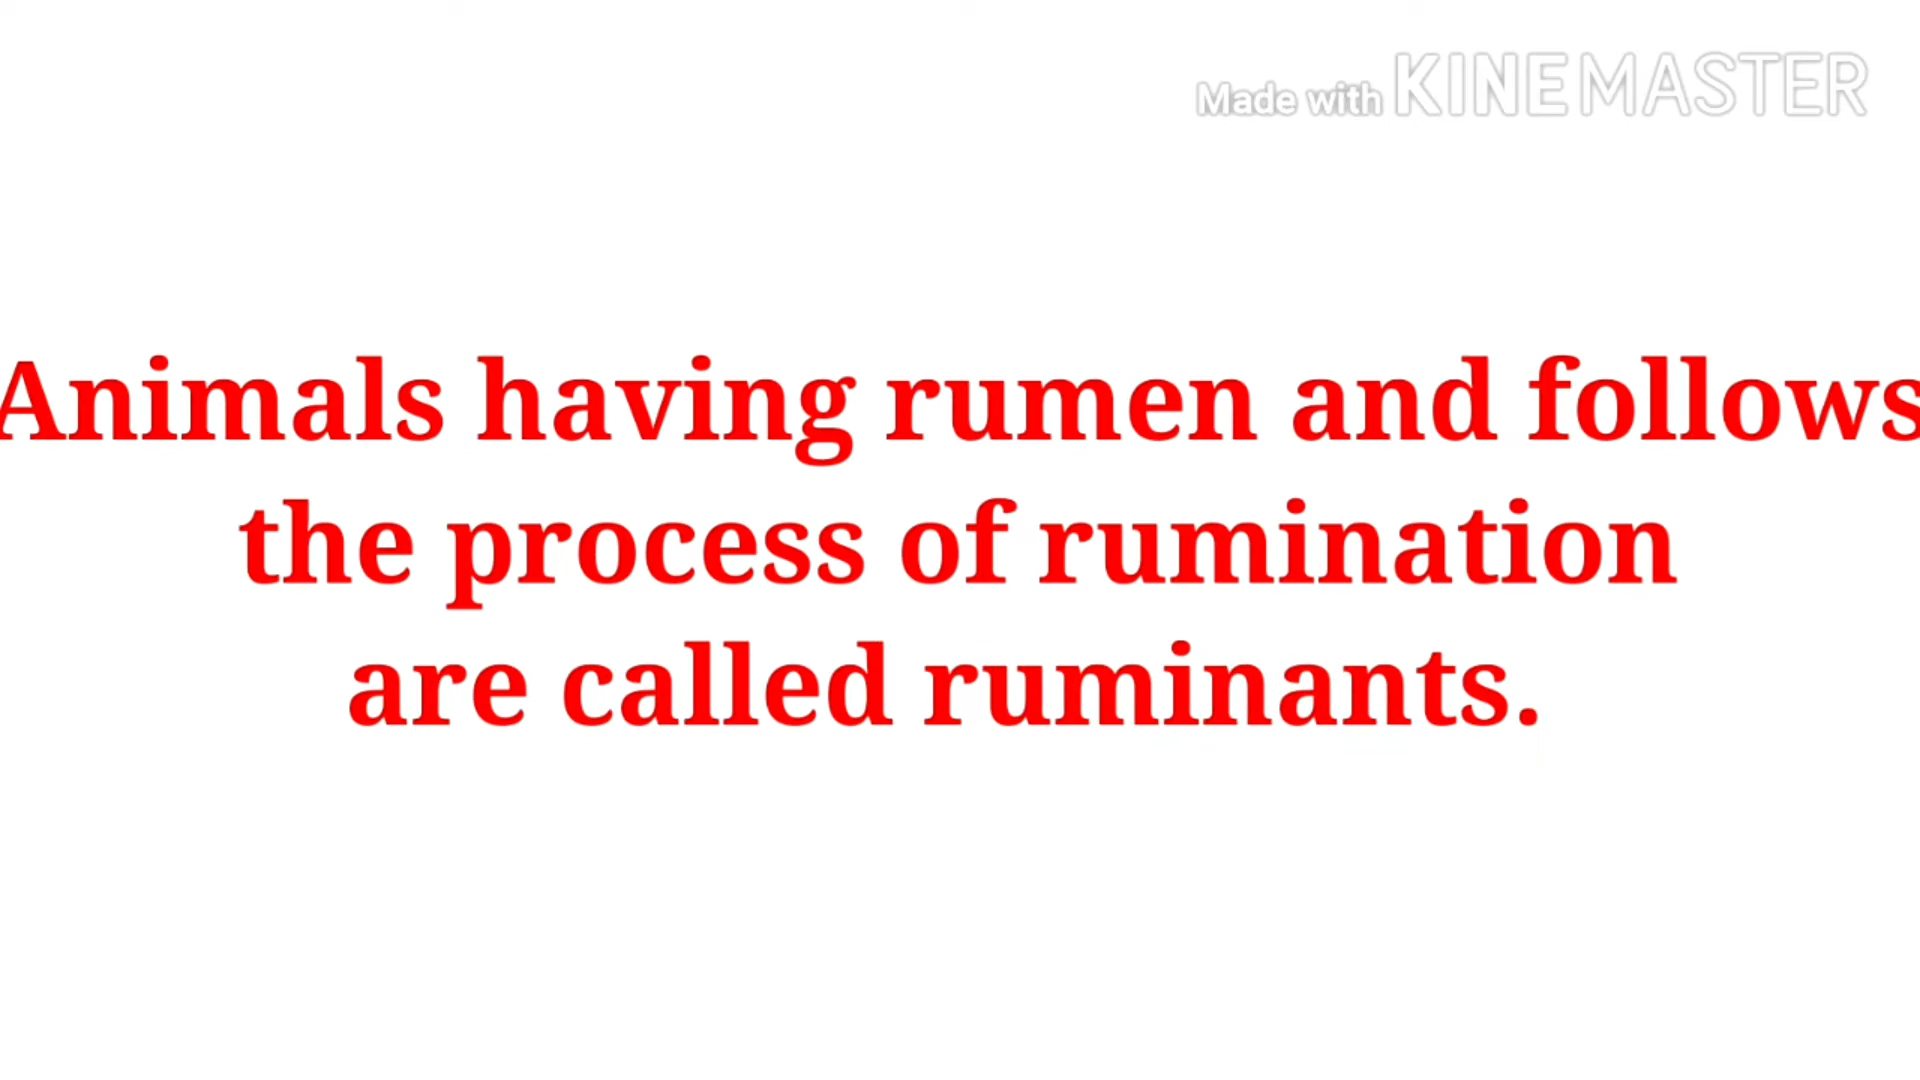 Made with KINEMASTER
Animals having rumen and follows
the process of rumination
are called ruminants.